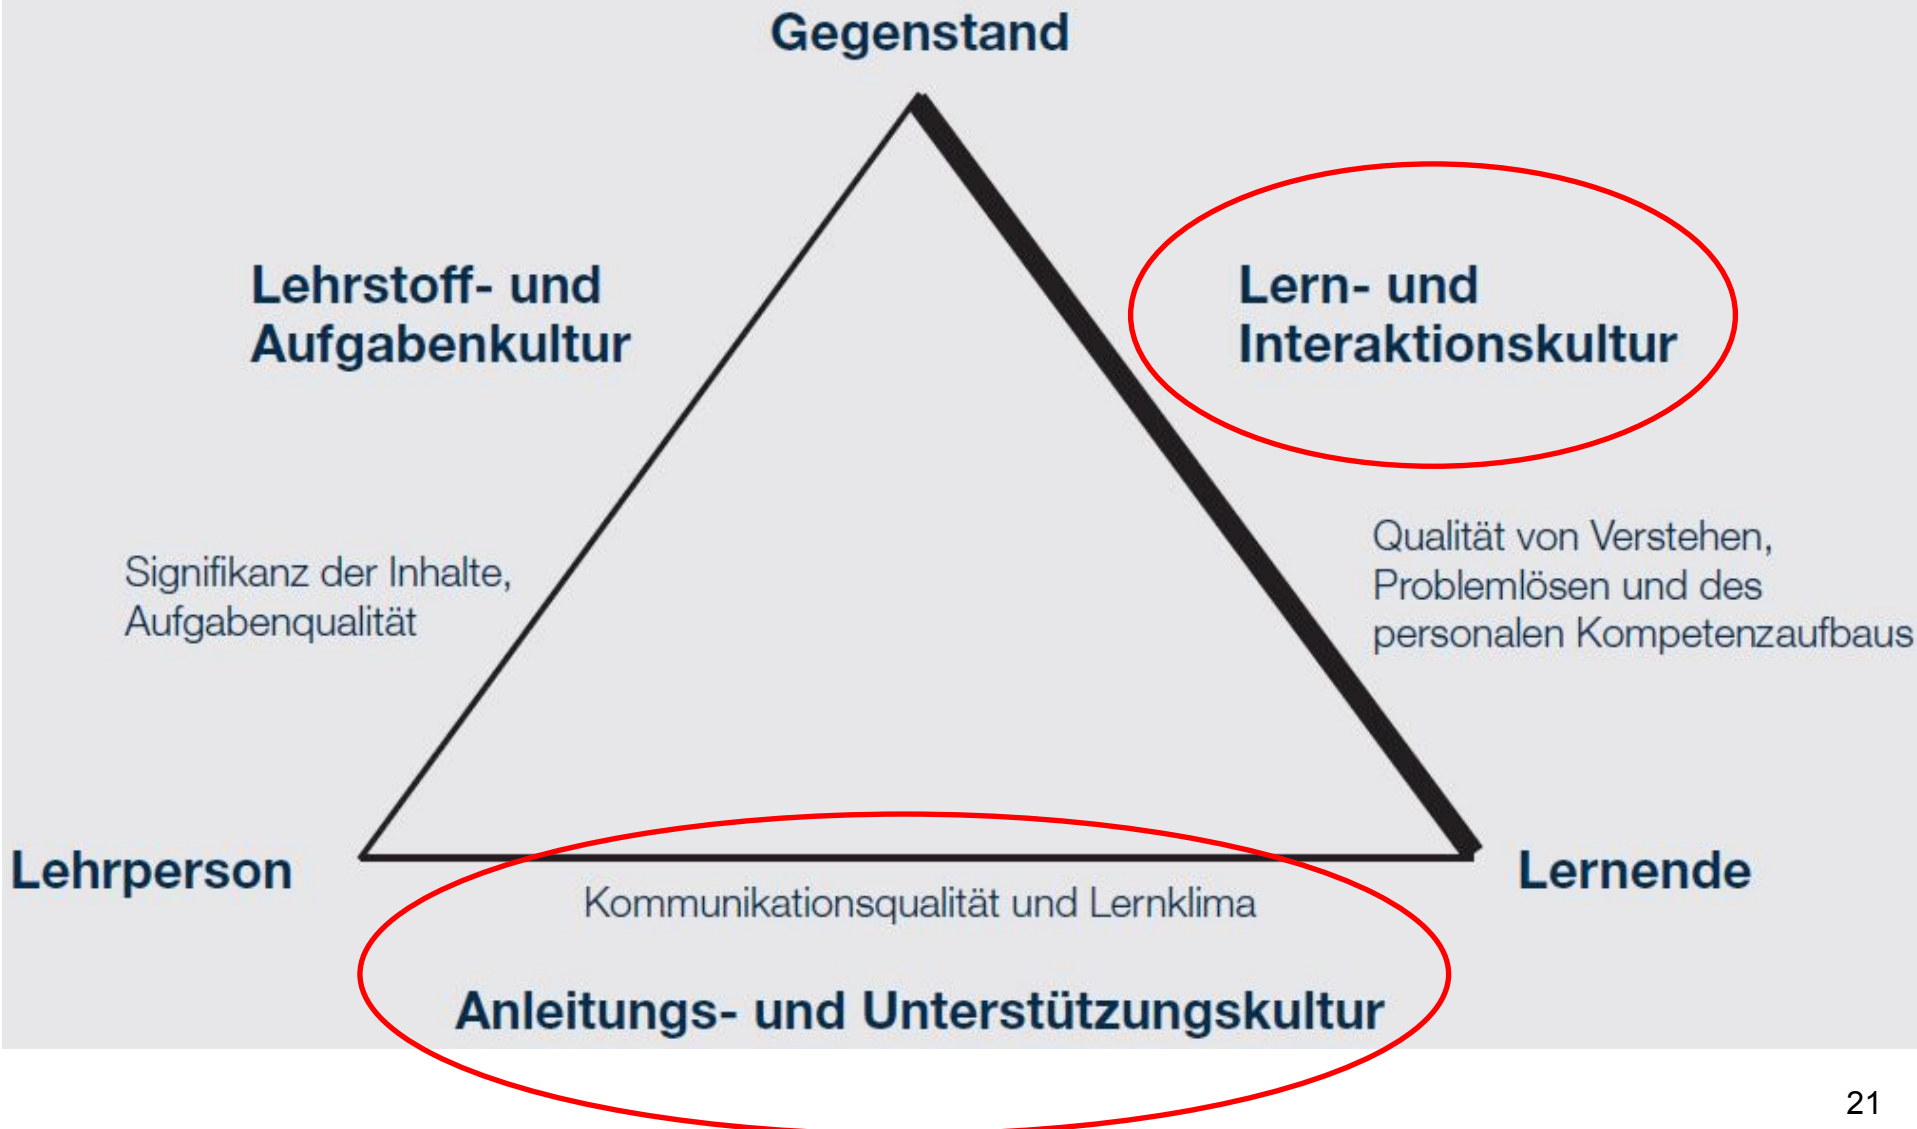 Gegenstand
Lehrstoff- und
Aufgabenkultur
Lern- und
Interaktionskultur
Signifikanz der Inhalte,
Aufgabenqualität
Qualität von Verstehen,
Problemlösen und des
personalen Kompetenzaufbaus
Lehrperson
Lernende
Kommunikationsqualität und Lernklima
Anleitungs- und Unterstützungskultur
21